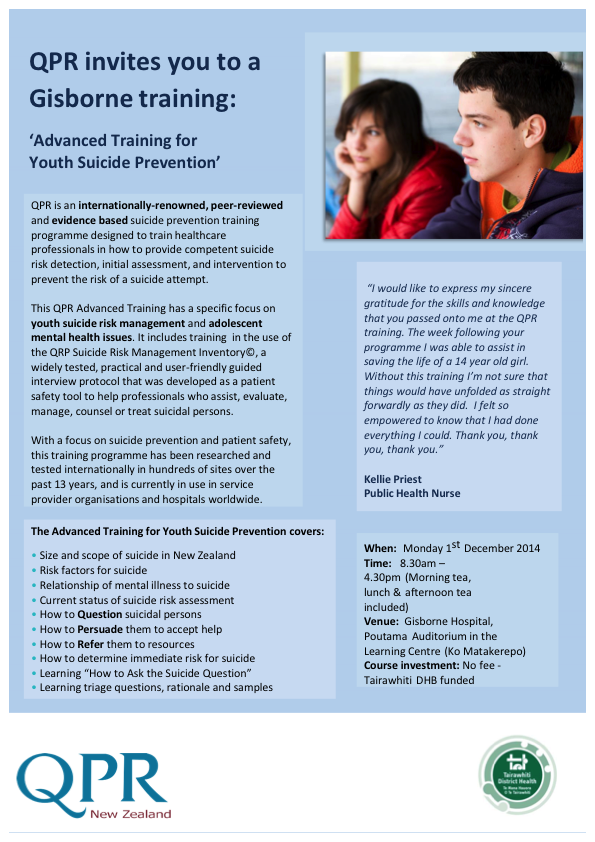 QPR invites you to a
Gisborne training:
‘Advanced Training for
Youth Suicide Prevention’
QPR is an internationally-renowned, peer-reviewed
and evidence based suicide prevention training
programme designed to train healthcare
professionals in how to provide competent suicide
risk detection, initial assessment, and intervention to
prevent the risk of a suicide attempt.
This QPR Advanced Training has a specific focus on
youth suicide risk management and adolescent
mental health issues. It includes training in the use of
the QRP Suicide Risk Management Inventory©, a
widely tested, practical and user-friendly guided
interview protocol that was developed as a patient
safety tool to help professionals who assist, evaluate,
manage, counsel or treat suicidal persons.
With a focus on suicide prevention and patient safety,
this training programme has been researched and
tested internationally in hundreds of sites over the
past 13 years, and is currently in use in service
provider organisations and hospitals worldwide.
The Advanced Training for Youth Suicide Prevention covers:
• Size and scope of suicide in New Zealand
• Risk factors for suicide
• Relationship of mental illness to suicide
• Current status of suicide risk assessment
• How to Question suicidal persons
• How to Persuade them to accept help
• How to Refer them to resources
• How to determine immediate risk for suicide
• Learning “How to Ask the Suicide Question”
• Learning triage questions, rationale and samples
“I would like to express my sincere
gratitude for the skills and knowledge
that you passed onto me at the QPR
training. The week following your
programme I was able to assist in
saving the life of a 14 year old girl.
Without this training I’m not sure that
things would have unfolded as straight
forwardly as they did. I felt so
empowered to know that I had done
everything I could. Thank you, thank
you, thank you.”
Kellie Priest
Public Health Nurse
When: Monday 1st December 2014
Time: 8.30am –
4.30pm (Morning tea,
lunch & afternoon tea
included)
Venue: Gisborne Hospital,
Poutama Auditorium in the
Learning Centre (Ko Matakerepo)
Course investment: No fee -
Tairawhiti DHB funded
QPR
New Zealand
Tairawhiti
District Health